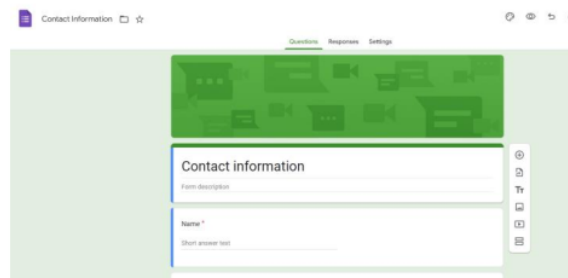 Contact Information
Questions Responses Settings
Contact information
Form description
Name *
Short answer text
Tт